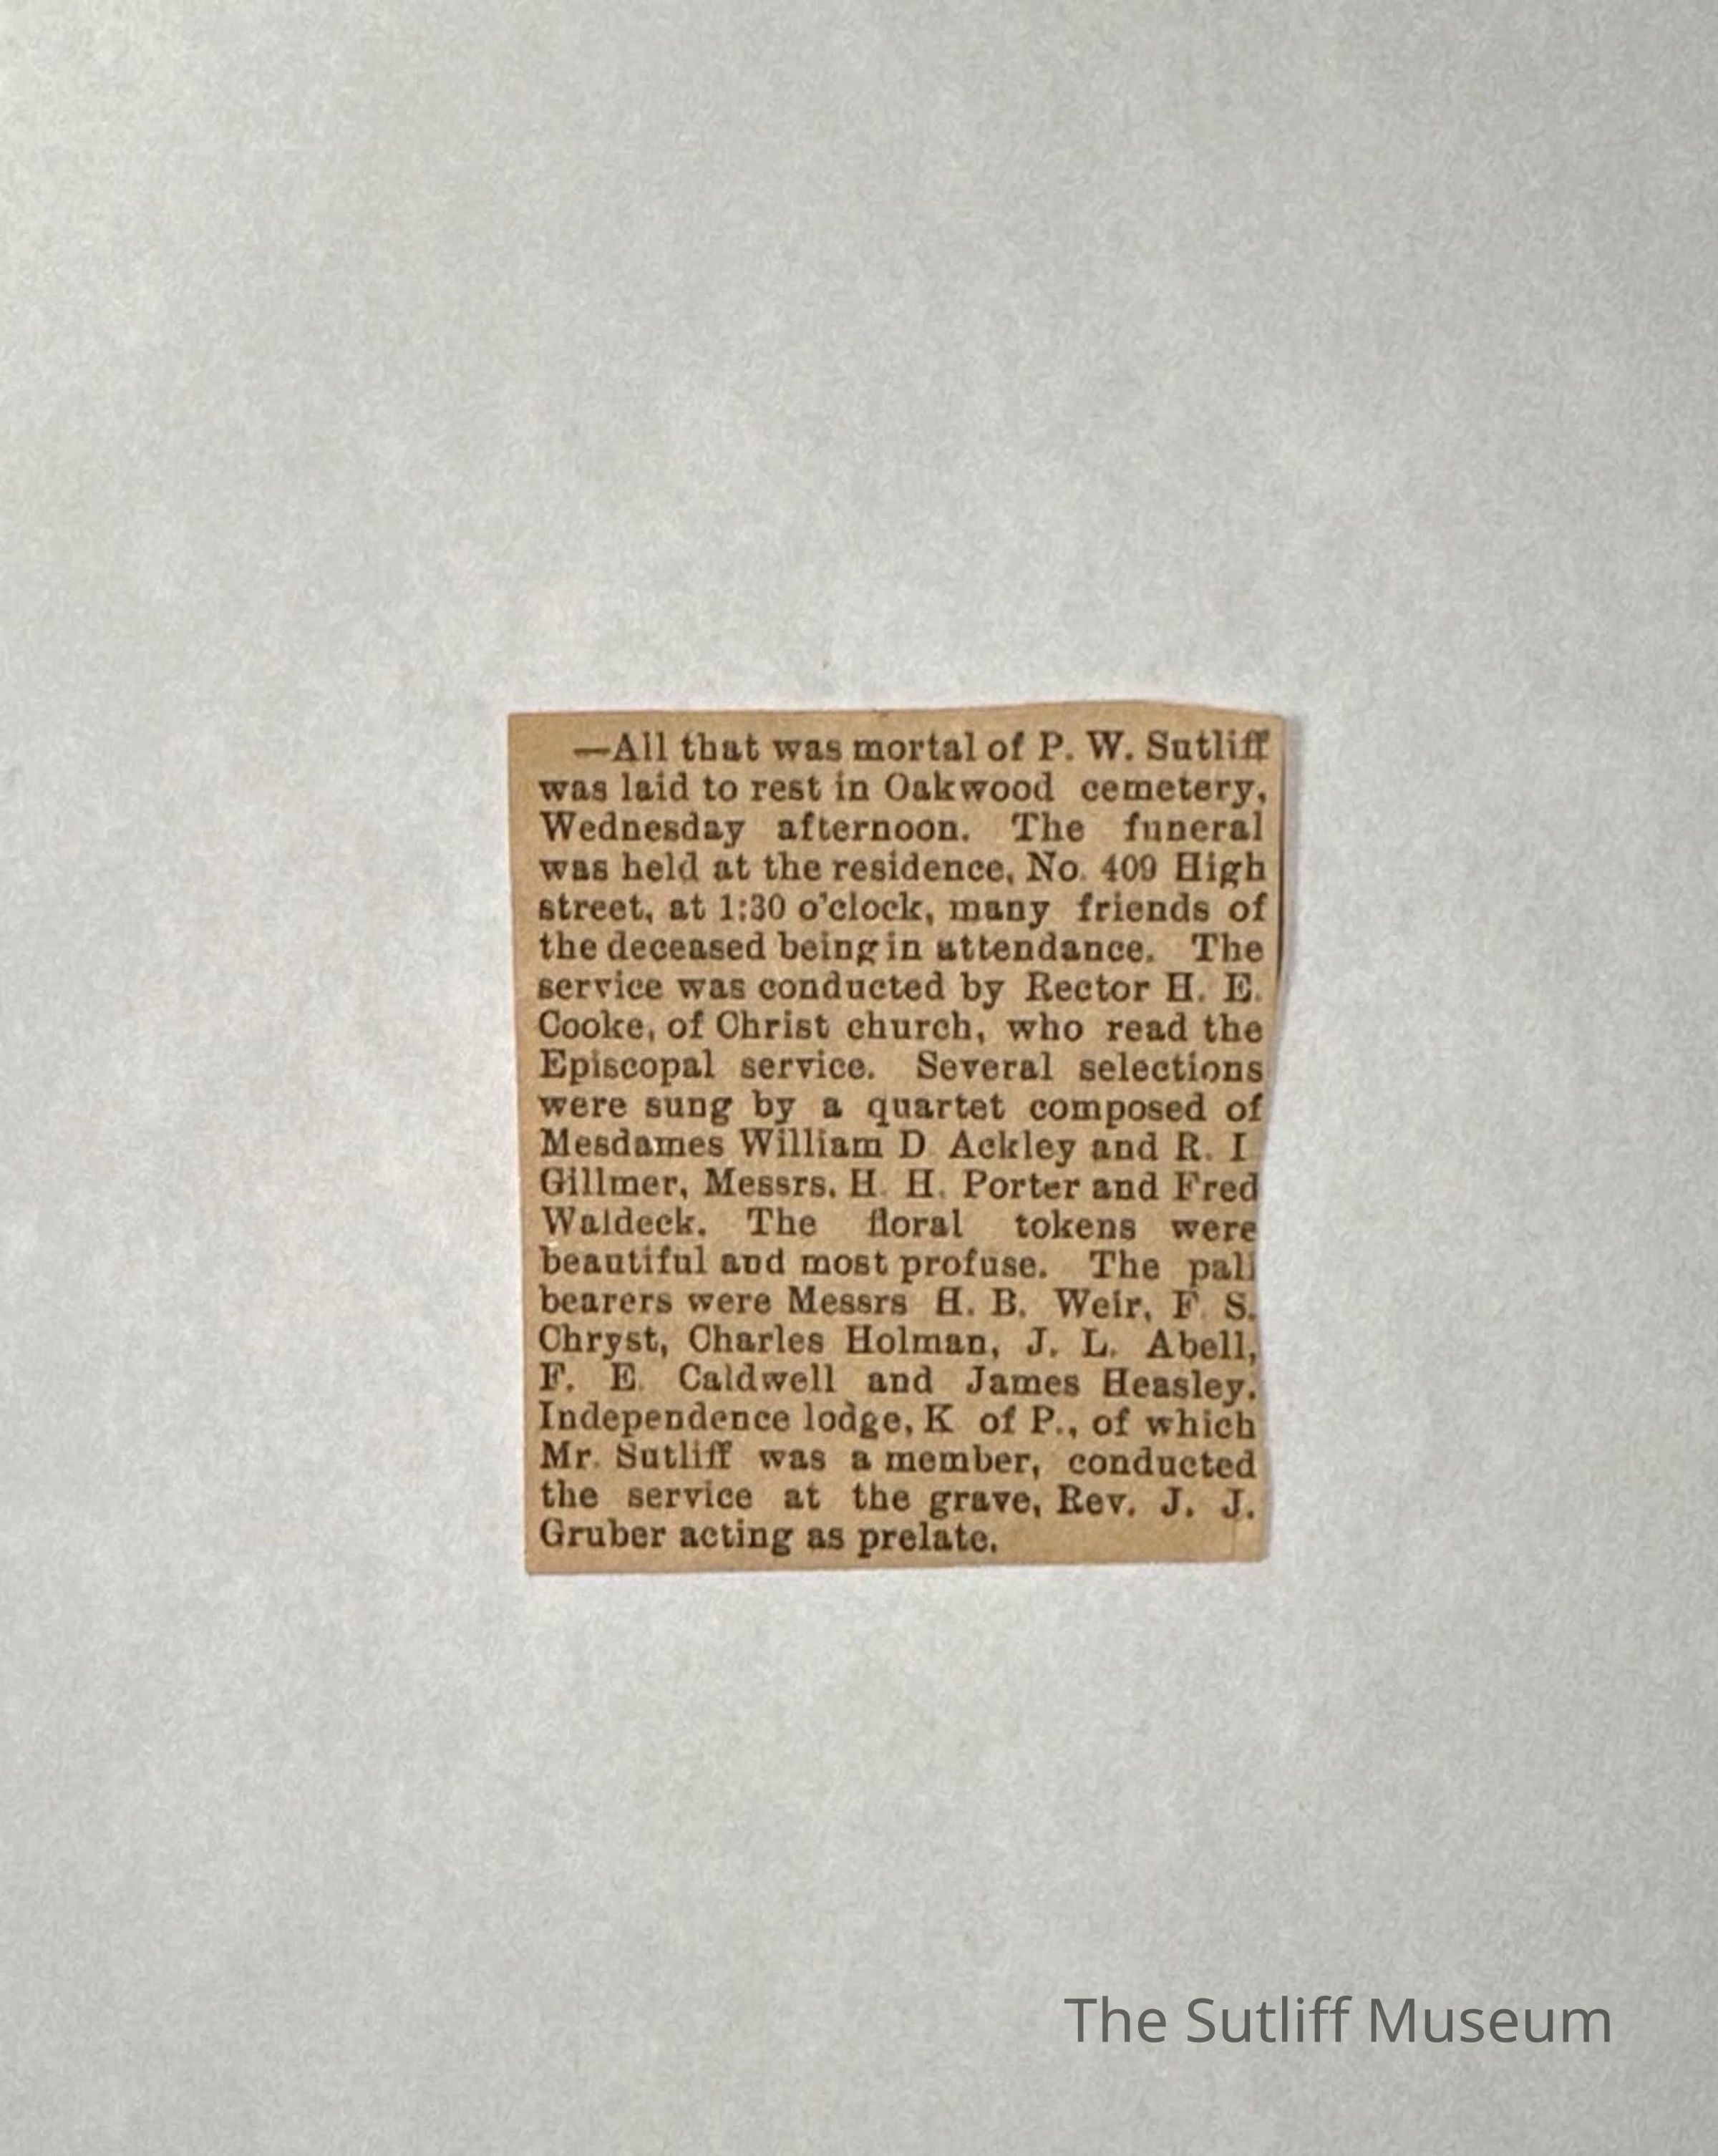 —All that was mortal of P. W. Sutliff
was laid to rest in Oakwood cemetery,
Wednesday afternoon. The funeral
was held at the residence, No. 409 High
street, at 1:30 o'clock, many friends of
the deceased being in attendance. The
service was conducted by Rector H. E.
Cooke, of Christ church, who read the
Episcopal service. Several selections
were sung by a quartet composed of
Mesdames William D Ackley and R. I
Gillmer, Messrs. H. H. Porter and Fred
Waldeck. The floral tokens were
beautiful and most profuse. The pall
bearers were Messrs H. B. Weir, F. S.
Chryst, Charles Holman, J. L. Abell,
F. E. Caldwell and James Heasley.
Independence lodge, K of P., of which
Mr. Sutliff was a member, conducted
the service at the grave, Rev. J. J.
Gruber acting as prelate.
The Sutliff Museum